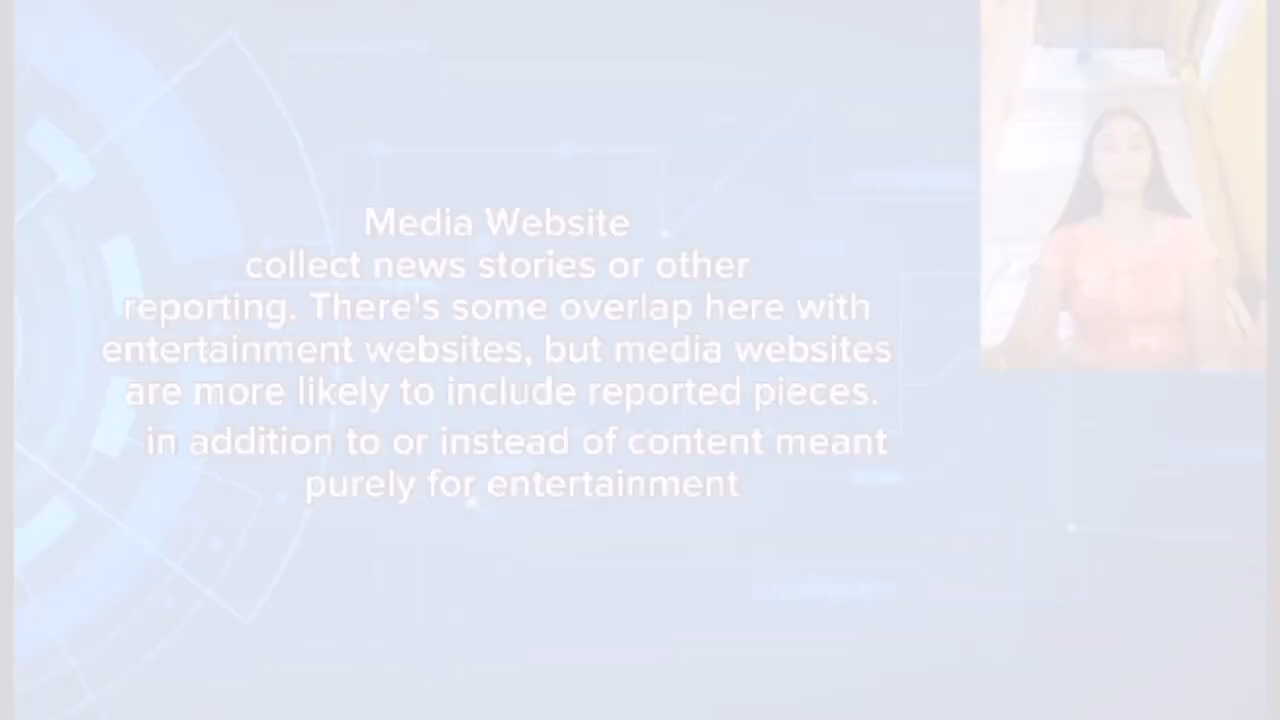 Media Website
collect news stories or other
reporting. There's some overlap here with
entertainment websites, but media websites
are more likely to include reported pieces.
in addition to or instead of content meant
purely for entertainment